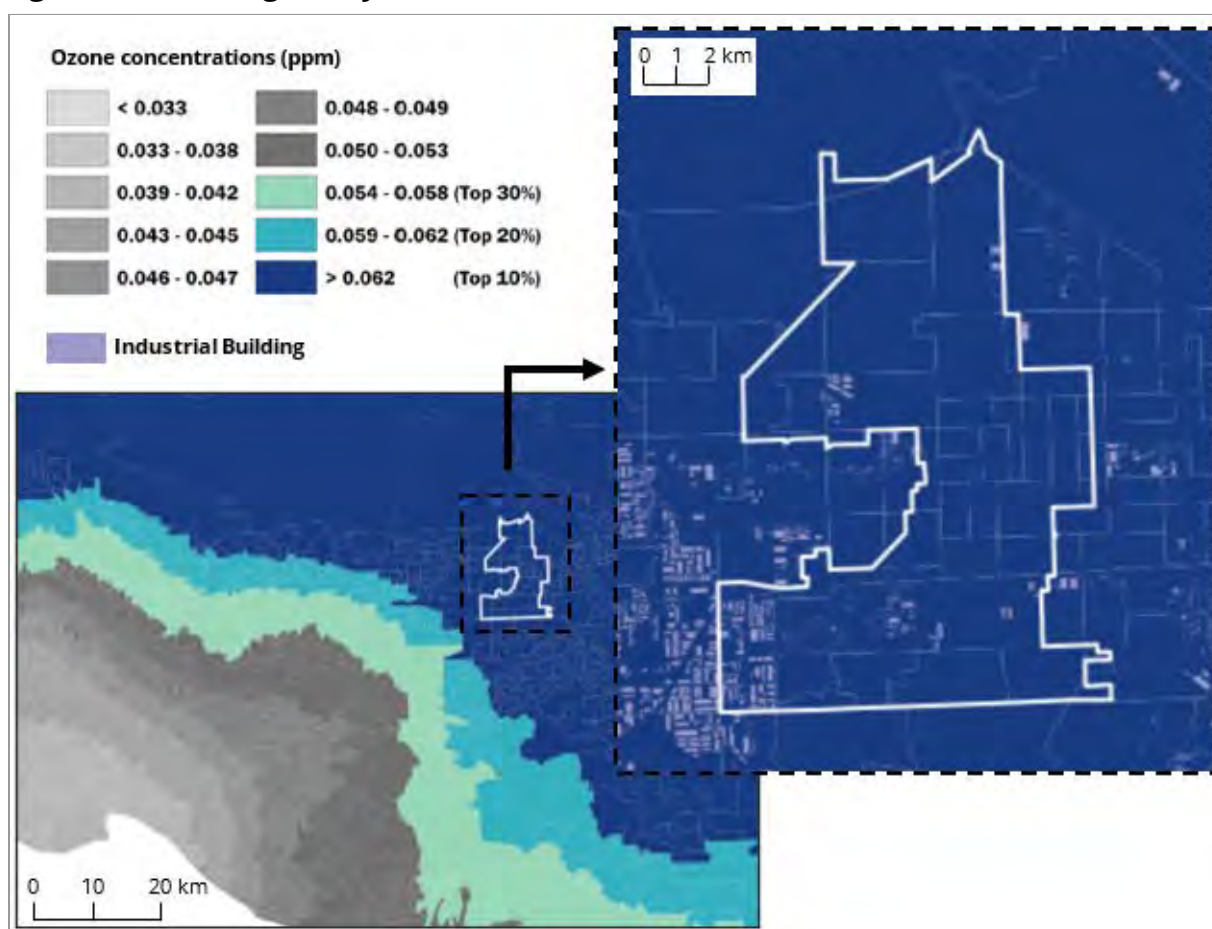 Ozone concentrations (ppm)
< 0.033
0.033 - 0.038
0.039 - 0.042
0.043 - 0.045
0.046 - 0.047
0.048 - 0.049
0.050 - 0.053
0.054 - 0.058 (Top 30%)
0.059 - 0.062 (Top 20%)
> 0.062 (Top 10%)
Industrial Building
0 1 2 km
0 10 20 km